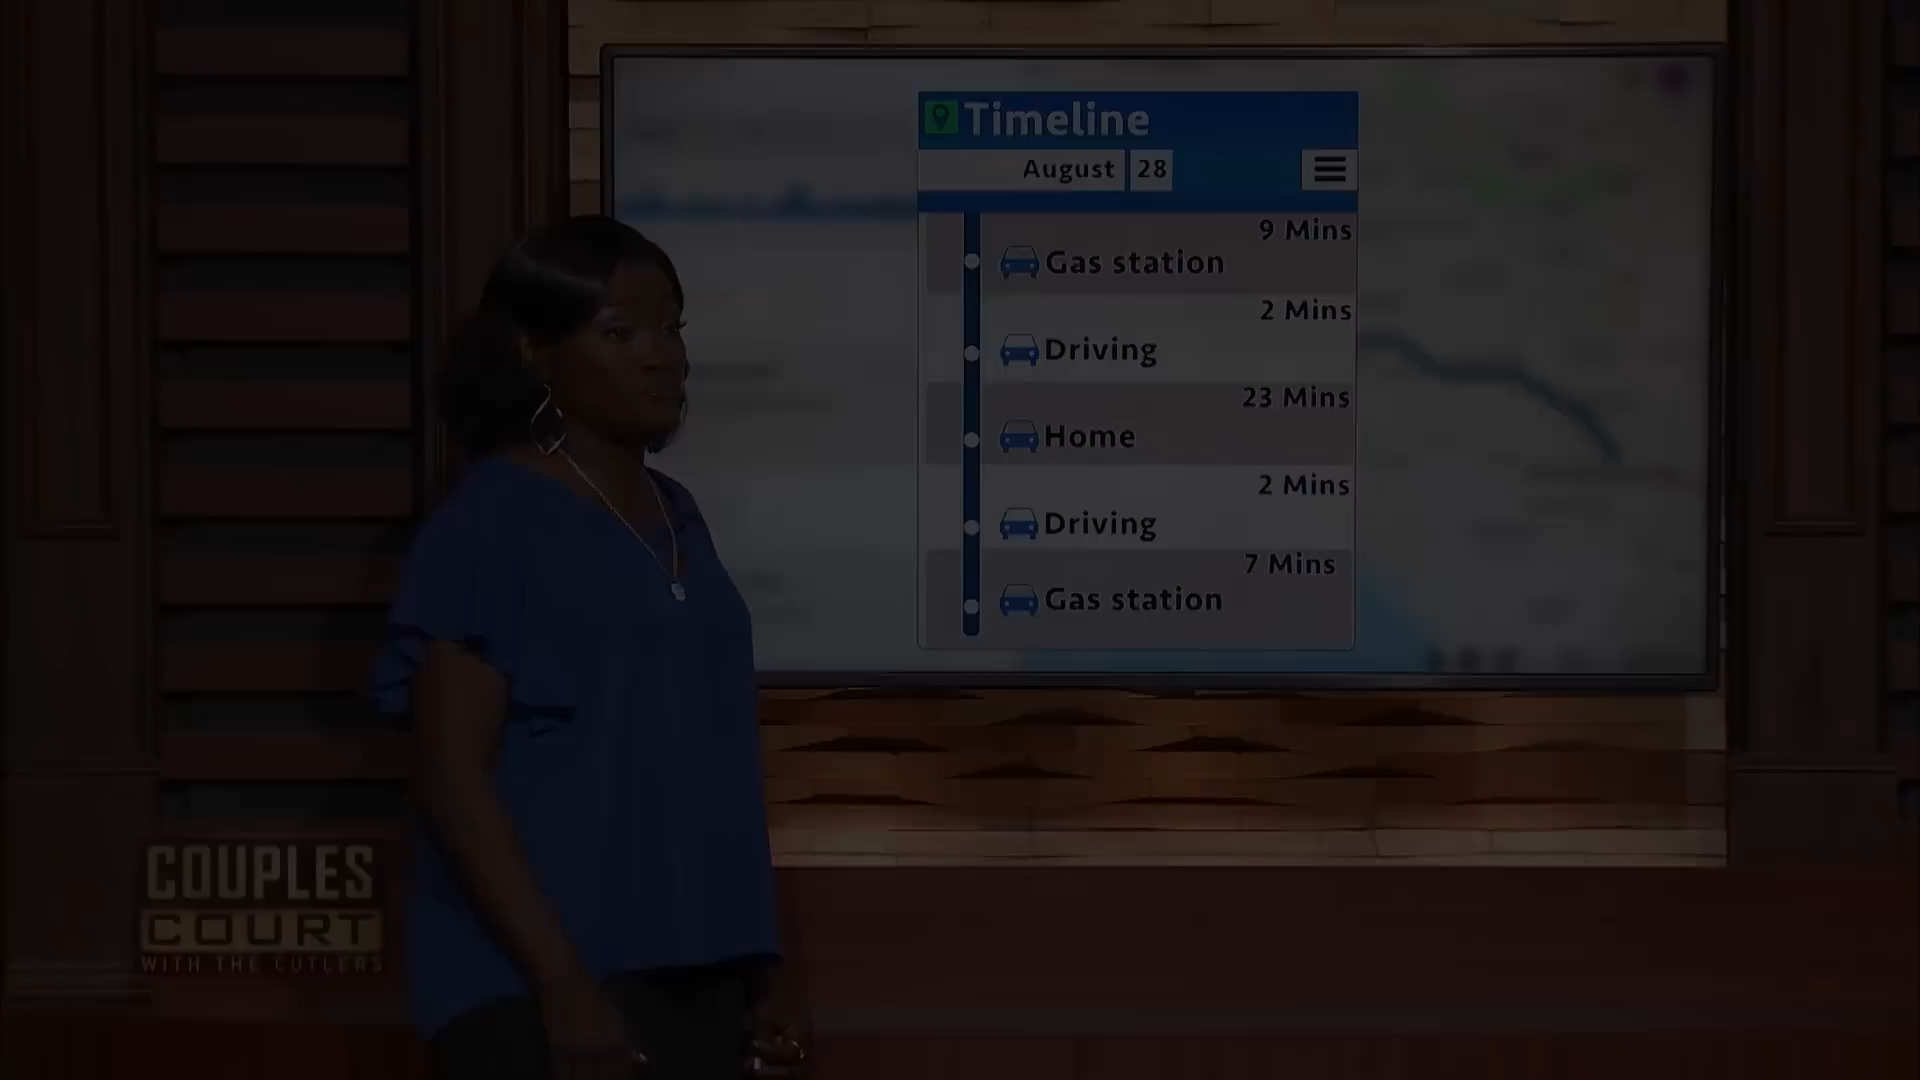 Timeline
August 28
9 Mins
Gas station
2 Mins
Driving
23 Mins
Home
2 Mins
Driving
7 Mins
Gas station
COUPLES
COURT
WITH THE CUTLERS